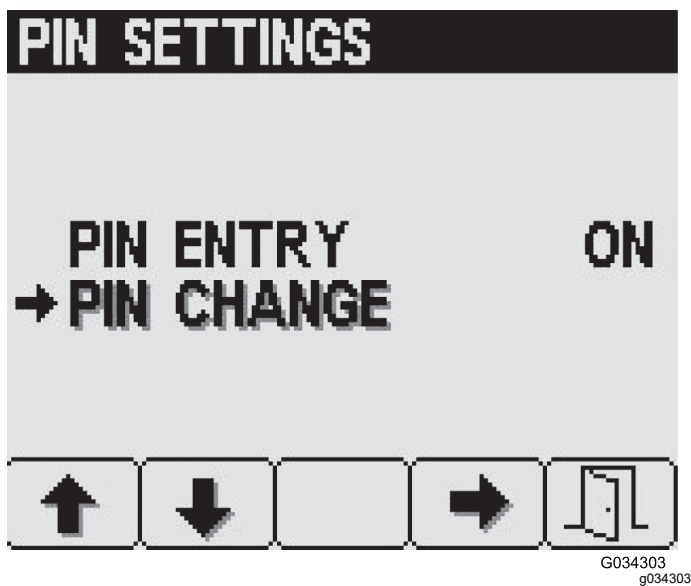 PIN SETTINGS
PIN ENTRY ON
PIN CHANGE
G034303
g034303